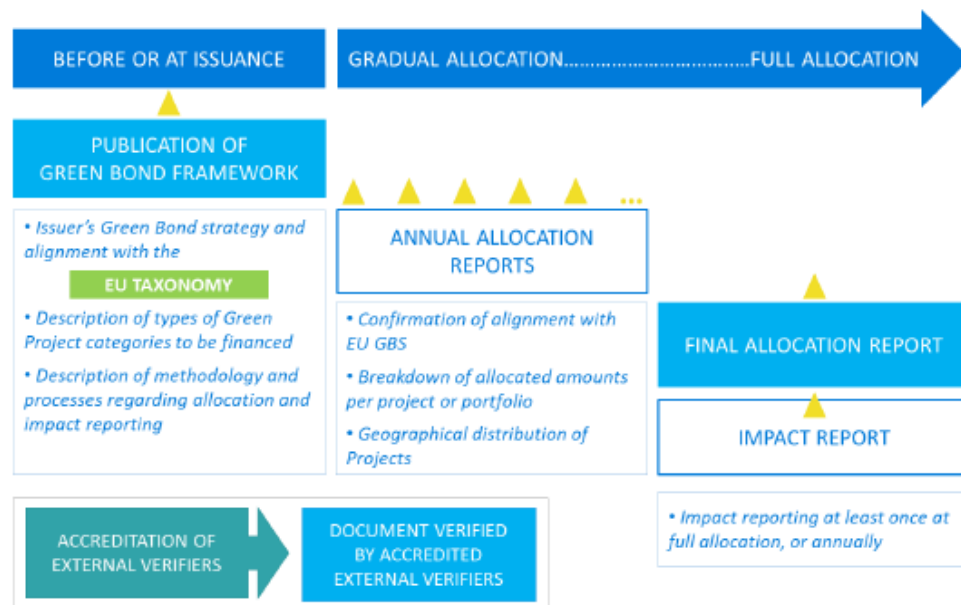 BEFORE OR AT ISSUANCE
GRADUAL ALLOCATION...................................FULL ALLOCATION
PUBLICATION OF
GREEN BOND FRAMEWORK
• Issuer's Green Bond strategy and
alignment with the
EU TAXONOMY
• Description of types of Green
Project categories to be financed
• Description of methodology and
processes regarding allocation and
impact reporting
...
ANNUAL ALLOCATION
REPORTS
• Confirmation of alignment with
EU GBS
• Breakdown of allocated amounts
per project or portfolio
• Geographical distribution of
Projects
FINAL ALLOCATION REPORT
IMPACT REPORT
• Impact reporting at least once at
full allocation, or annually
ACCREDITATION OF
EXTERNAL VERIFIERS
DOCUMENT VERIFIED
BY ACCREDITED
EXTERNAL VERIFIERS